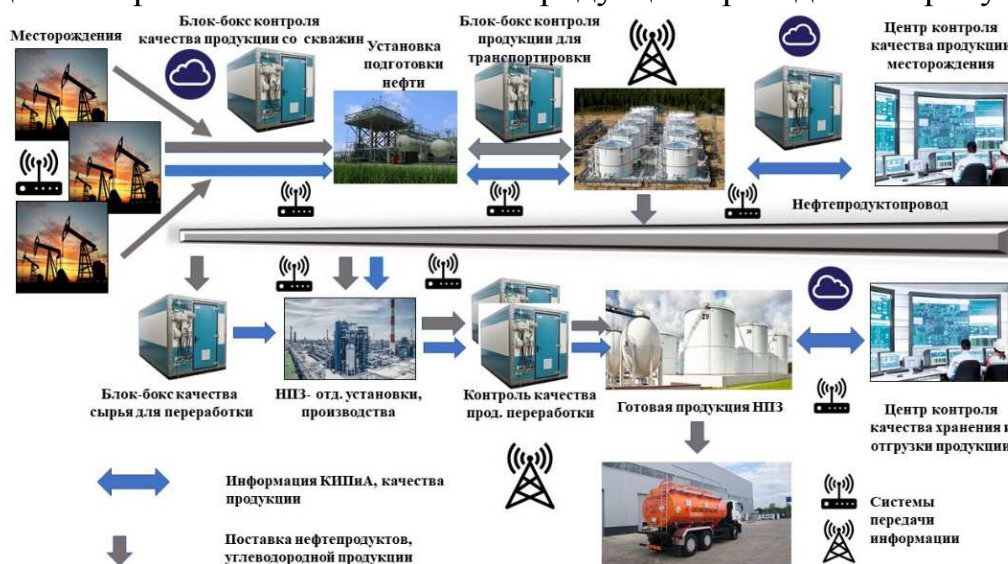 Месторождения
Блок-бокс контроля
качества продукции со скважин
Установка
подготовки
нефти
Блок-бокс контроля
продукции для
транспортировки
Центр контроля
качества продукции
месторождения
Нефтепродуктопровод
Блок-бокс качества
сырья для переработки
НПЗ- отд. установки,
производства
Контроль качества
прод. переработки
29
Готовая продукция НПЗ
Центр контроля
качества хранения и
отгрузки продукции
Информация КИПиА, качества
продукции
Поставка нефтепродуктов,
углеводородной продукции
Системы
передачи
информации